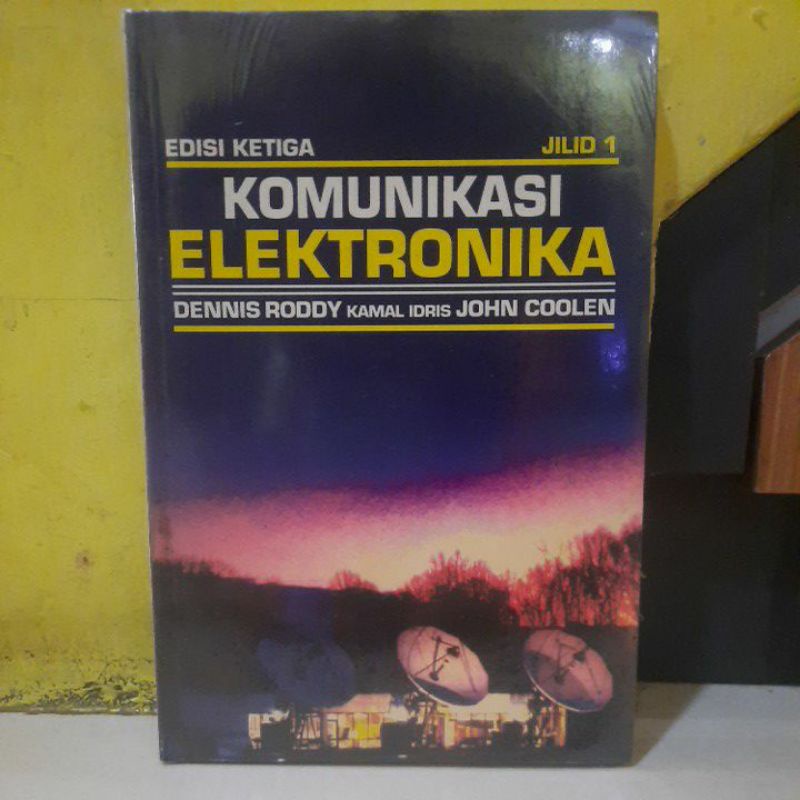 EDISI KETIGA JILID 1
KOMUNIKASI
ELEKTRONIKA
DENNIS RODDY KAMAL IDRIS JOHN COOLEN